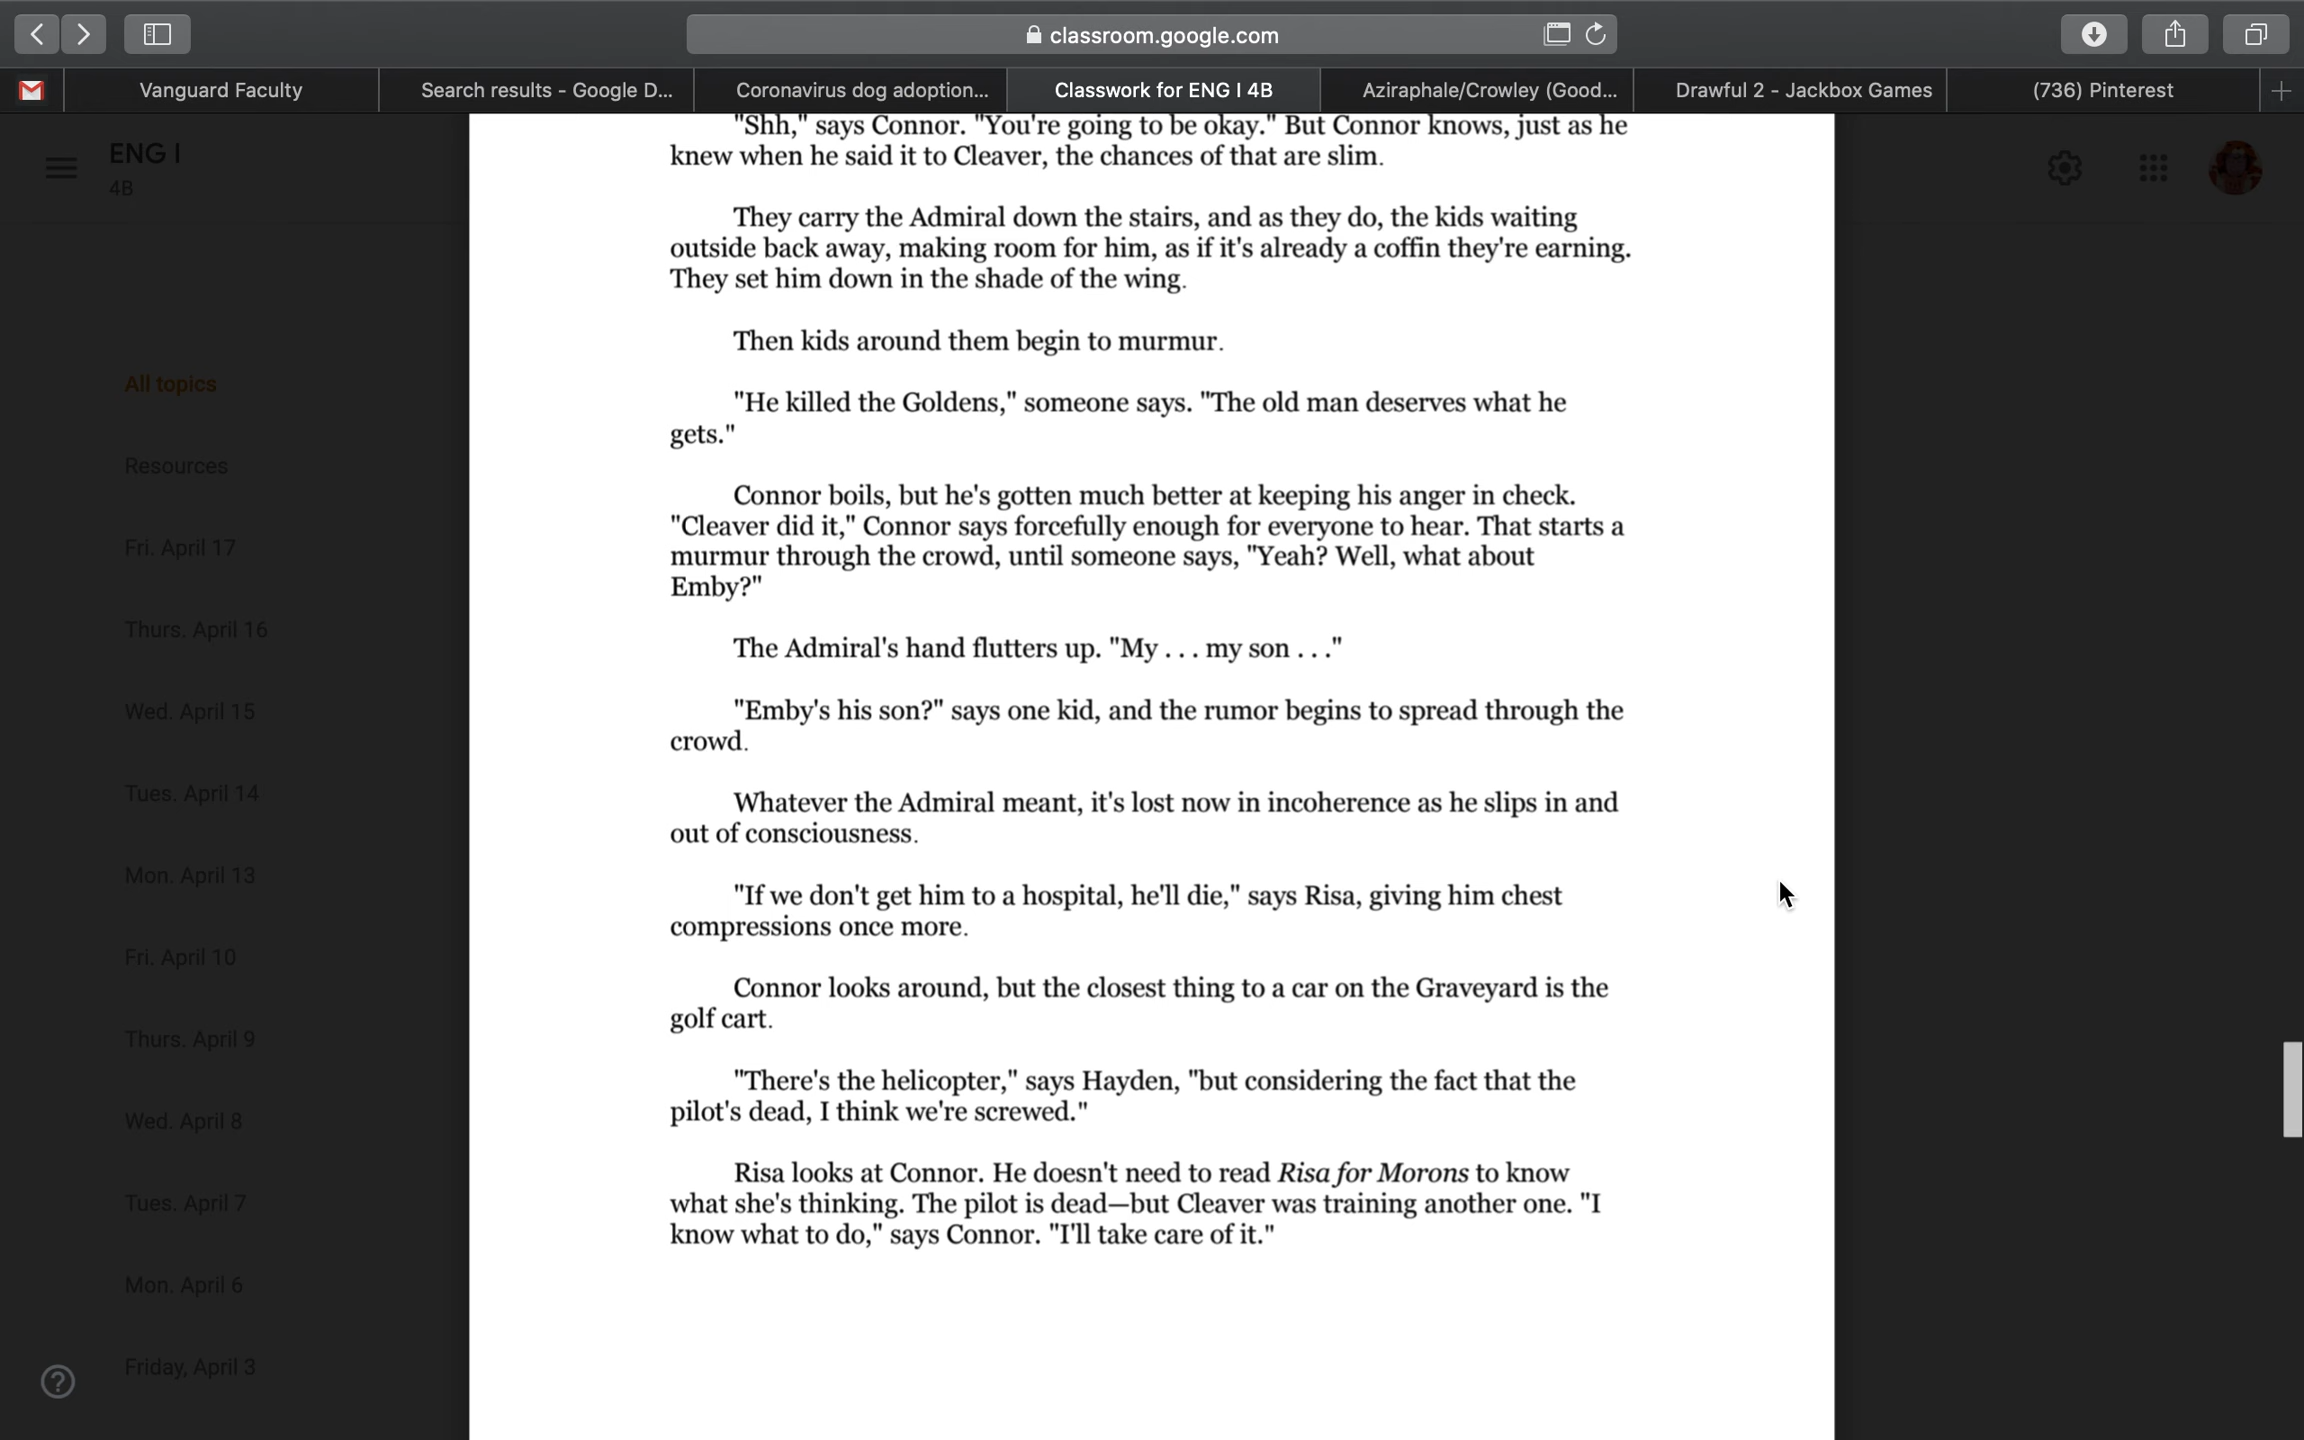 classroom.google.com
Vanguard Faculty
Search results - Google D...
Coronavirus dog adoption...
Classwork for ENG I 4B
Aziraphale/Crowley (Good...
Drawful 2 - Jackbox Games
(736) Pinterest
ENG I
4B
All topics
Resources
Fri. April 17
Thurs. April 16
Wed. April 15
Tues. April 14
Mon. April 13
Fri. April 10
Thurs. April 9
Wed. April 8
Tues. April 7
Mon. April 6
Friday, April 3
"Shh," says Connor. "You're going to be okay." But Connor knows, just as he
knew when he said it to Cleaver, the chances of that are slim.
They carry the Admiral down the stairs, and as they do, the kids waiting
outside back away, making room for him, as if it's already a coffin they're earning.
They set him down in the shade of the wing.
Then kids around them begin to murmur.
"He killed the Goldens," someone says. "The old man deserves what he
gets."
Connor boils, but he's gotten much better at keeping his anger in check.
"Cleaver did it," Connor says forcefully enough for everyone to hear. That starts a
murmur through the crowd, until someone says, "Yeah? Well, what about
Emby?"
The Admiral's hand flutters up. "My . . . my son . . ."
"Emby's his son?" says one kid, and the rumor begins to spread through the
crowd.
Whatever the Admiral meant, it's lost now in incoherence as he slips in and
out of consciousness.
"If we don't get him to a hospital, he'll die," says Risa, giving him chest
compressions once more.
Connor looks around, but the closest thing to a car on the Graveyard is the
golf cart.
"There's the helicopter," says Hayden, "but considering the fact that the
pilot's dead, I think we're screwed."
Risa looks at Connor. He doesn't need to read Risa for Morons to know
what she's thinking. The pilot is dead—but Cleaver was training another one. "I
know what to do," says Connor. "I'll take care of it."